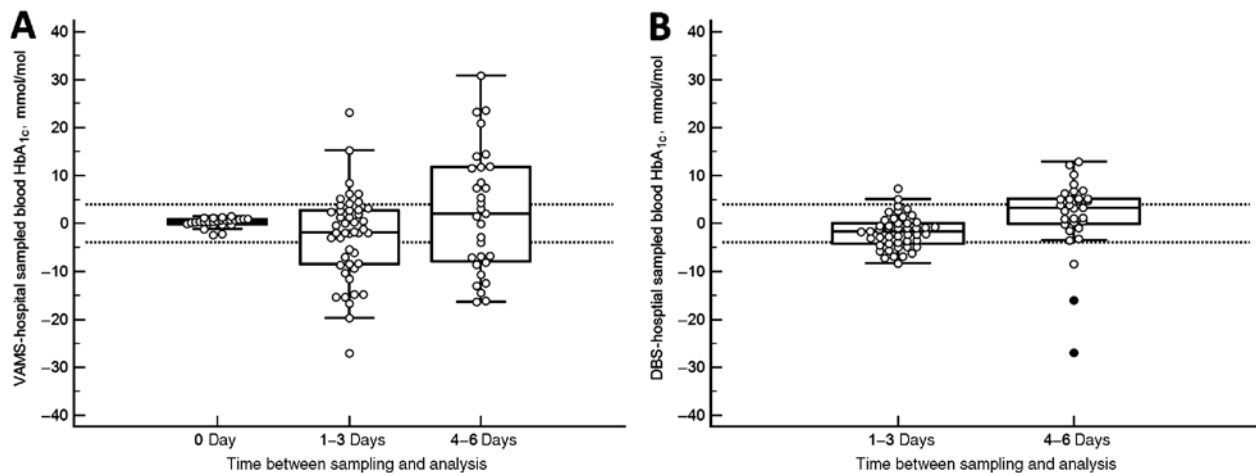 A
VAMS-hospital sampled blood HbA1c, mmol/mol
40
30
20
10
0
–10
–20
–30
–40
0 Day
1–3 Days
4–6 Days
Time between sampling and analysis
B
DBS-hosptial sampled blood HbA1c, mmol/mol
40
30
20
10
0
–10
–20
–30
–40
1–3 Days
4–6 Days
Time between sampling and analysis